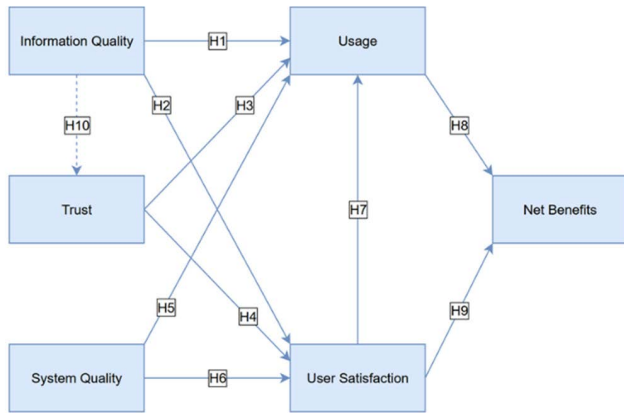 Information Quality
H1
Usage
H2
H3
H10
H8
Trust
H7
Net Benefits
H5
H4
H9
System Quality
H6
User Satisfaction